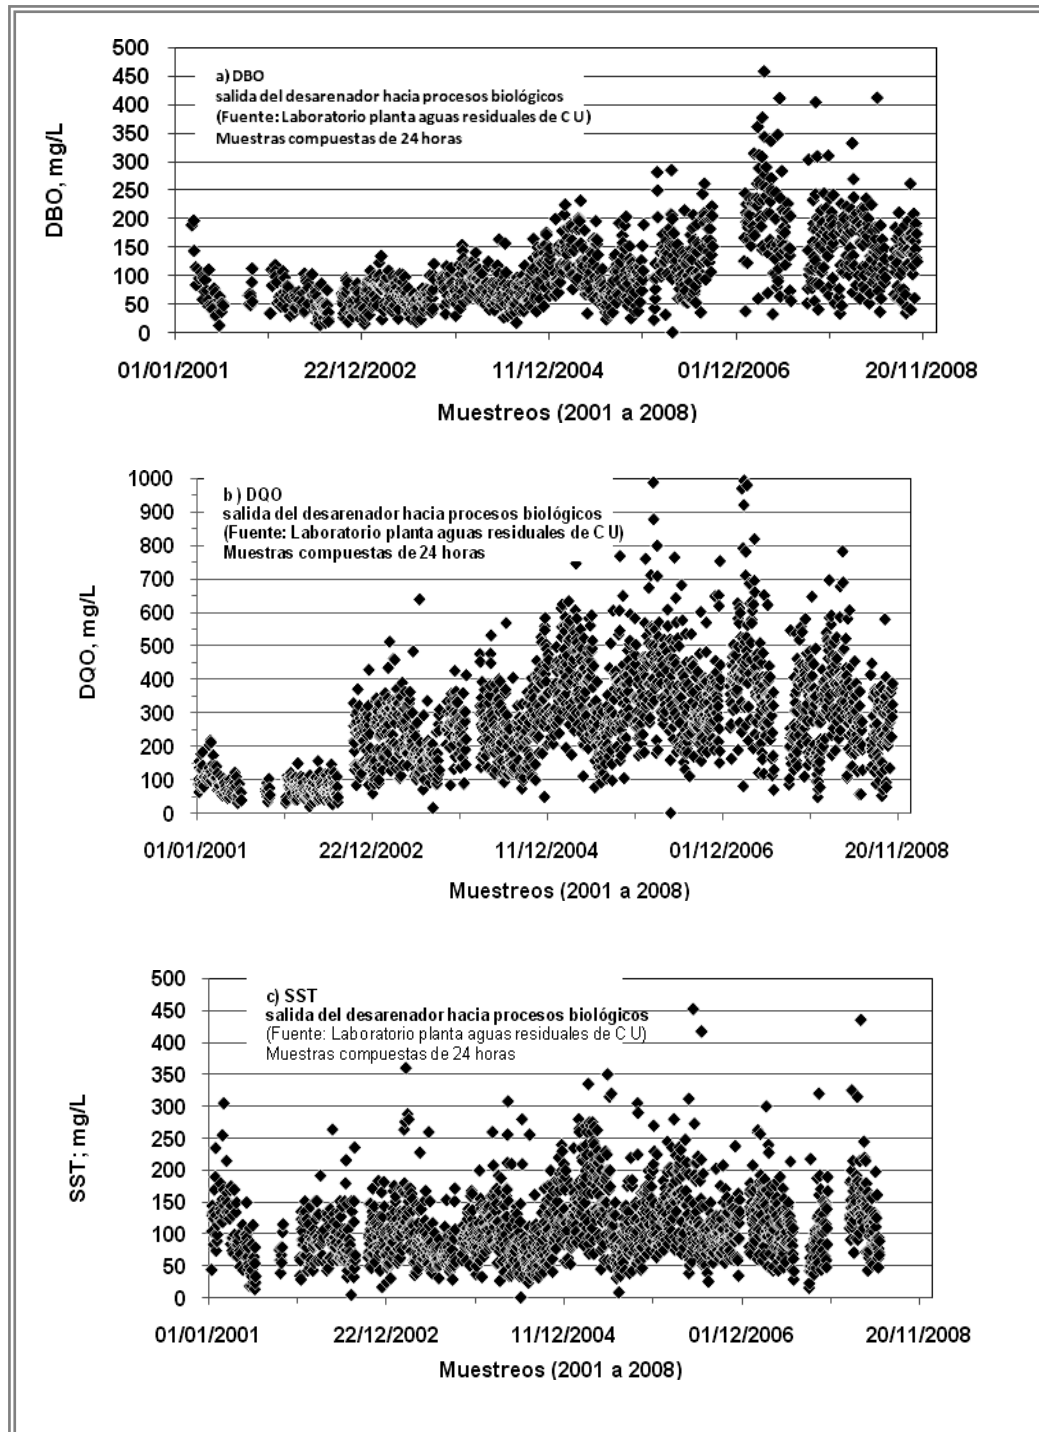 500
450
400
350
300
250
200
150
100
50
0
DBO, mg/L
a) DBO
salida del desarenador hacia procesos biológicos
(Fuente: Laboratorio planta aguas residuales de C U)
Muestras compuestas de 24 horas
01/01/2001 22/12/2002 11/12/2004 01/12/2006 20/11/2008
Muestreos (2001 a 2008)
1000
900
800
700
600
500
400
300
200
100
0
DQO, mg/L
b ) DQO
salida del desarenador hacia procesos biológicos
(Fuente: Laboratorio planta aguas residuales de C U)
Muestras compuestas de 24 horas
01/01/2001 22/12/2002 11/12/2004 01/12/2006 20/11/2008
Muestreos (2001 a 2008)
500
450
400
350
300
250
200
150
100
50
0
SST; mg/L
c) SST
salida del desarenador hacia procesos biológicos
(Fuente: Laboratorio planta aguas residuales de C U)
Muestras compuestas de 24 horas
01/01/2001 22/12/2002 11/12/2004 01/12/2006 20/11/2008
Muestreos (2001 a 2008)